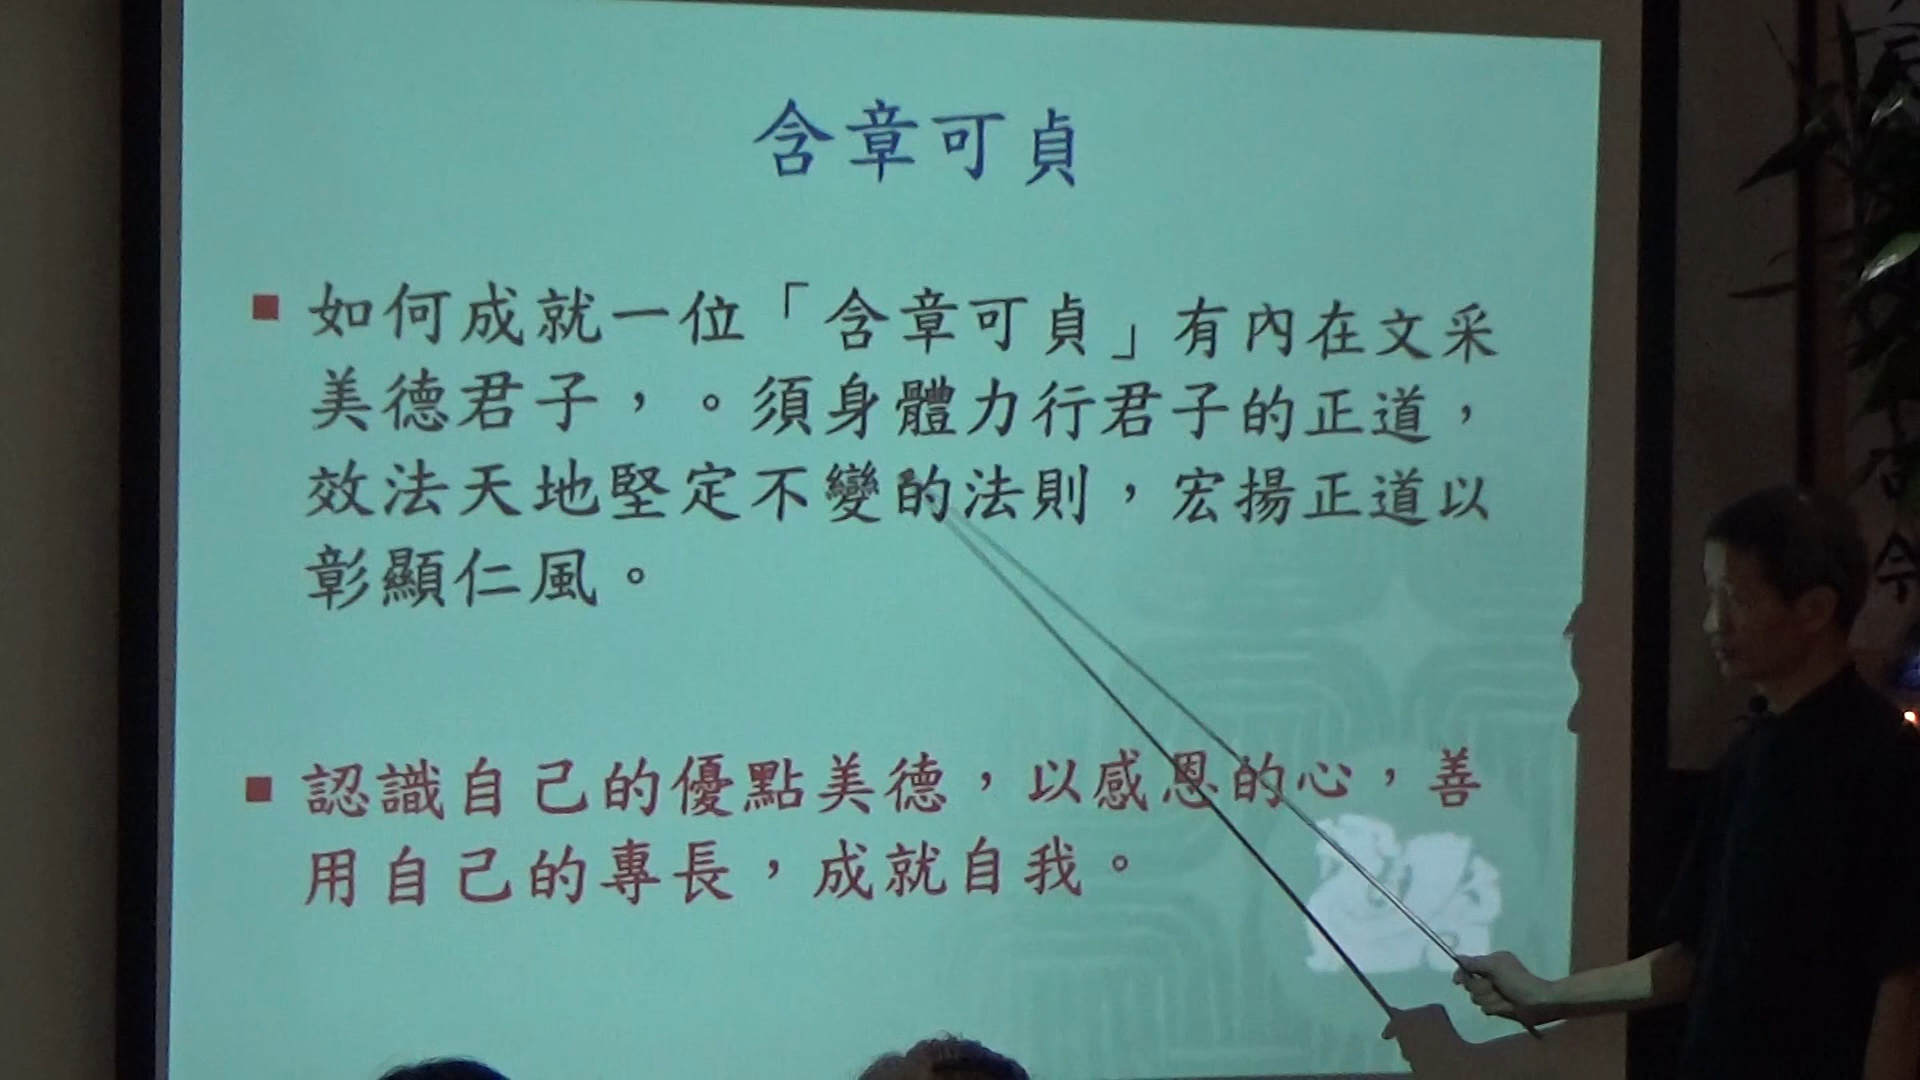 含章可貞
如何成就一位「含章可貞」有內在文采
美德君子，。須身體力行君子的正道，
效法天地堅定不變的法則，宏揚正道以
彰顯仁風。
認識自己的優點美德，以感恩的心，善
用自己的專長，成就自我。